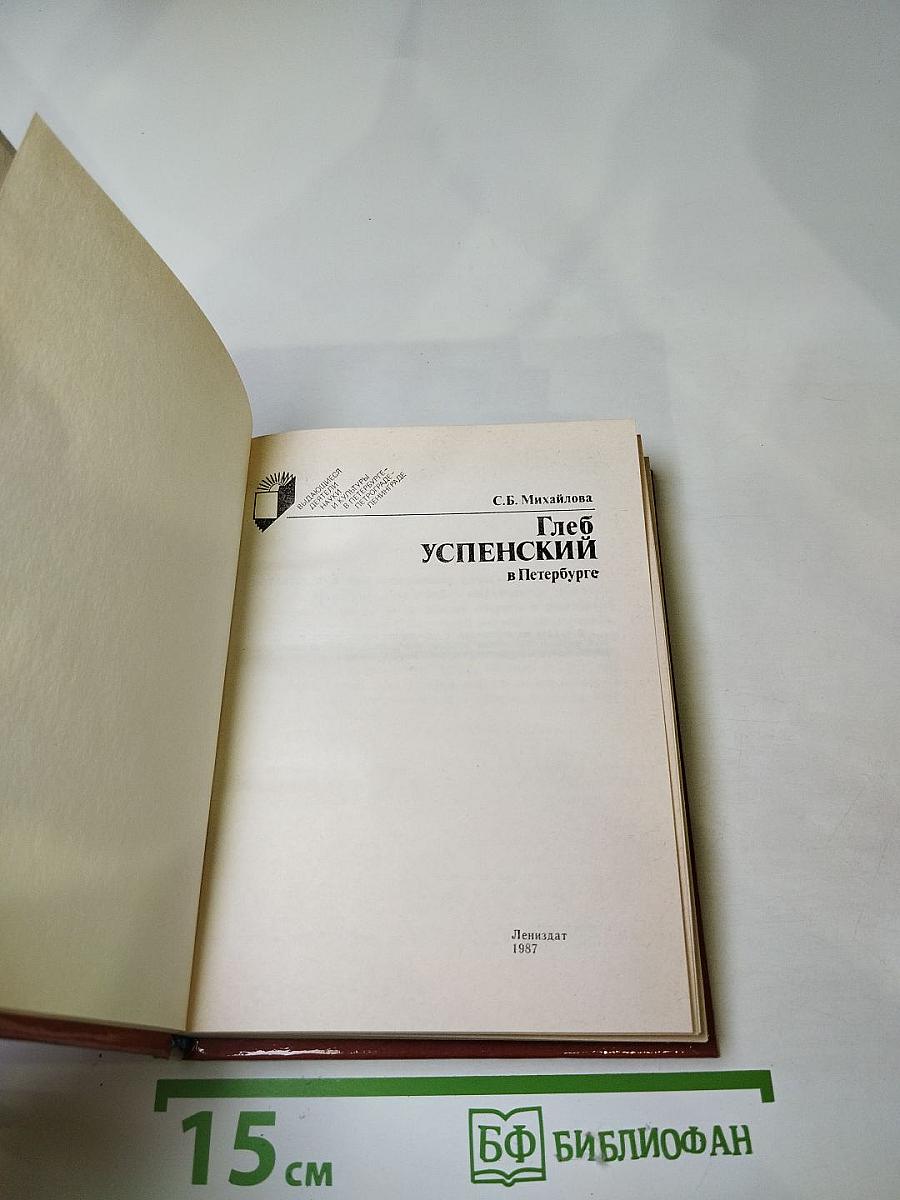 ВЫДАЮЩИЕСЯ
ДЕЯТЕЛИ
НАУКИ
И КУЛЬТУРЫ
В ПЕТЕРБУРГЕ—
ПЕТРОГРАДЕ—
ЛЕНИНГРАДЕ
С.Б. Михайлова
Глеб
УСПЕНСКИЙ
в Петербурге
Лениздат
1987
15 см
БФ БИБЛИОФАН